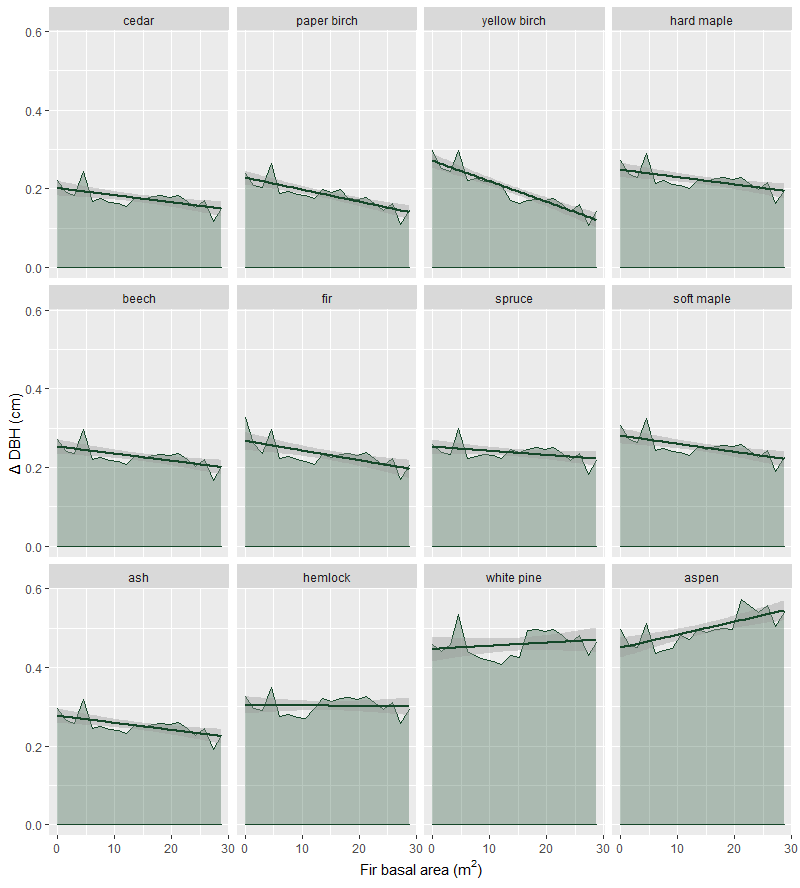 cedar paper birch yellow birch hard maple
0.6
0.4
0.2
0.0
beech fir spruce soft maple
0.6
0.4
0.2
0.0
Δ DBH (cm)
ash hemlock white pine aspen
0.6
0.4
0.2
0.0
0 10 20 30 0 10 20 30 0 10 20 30 0 10 20 30
Fir basal area (m²)